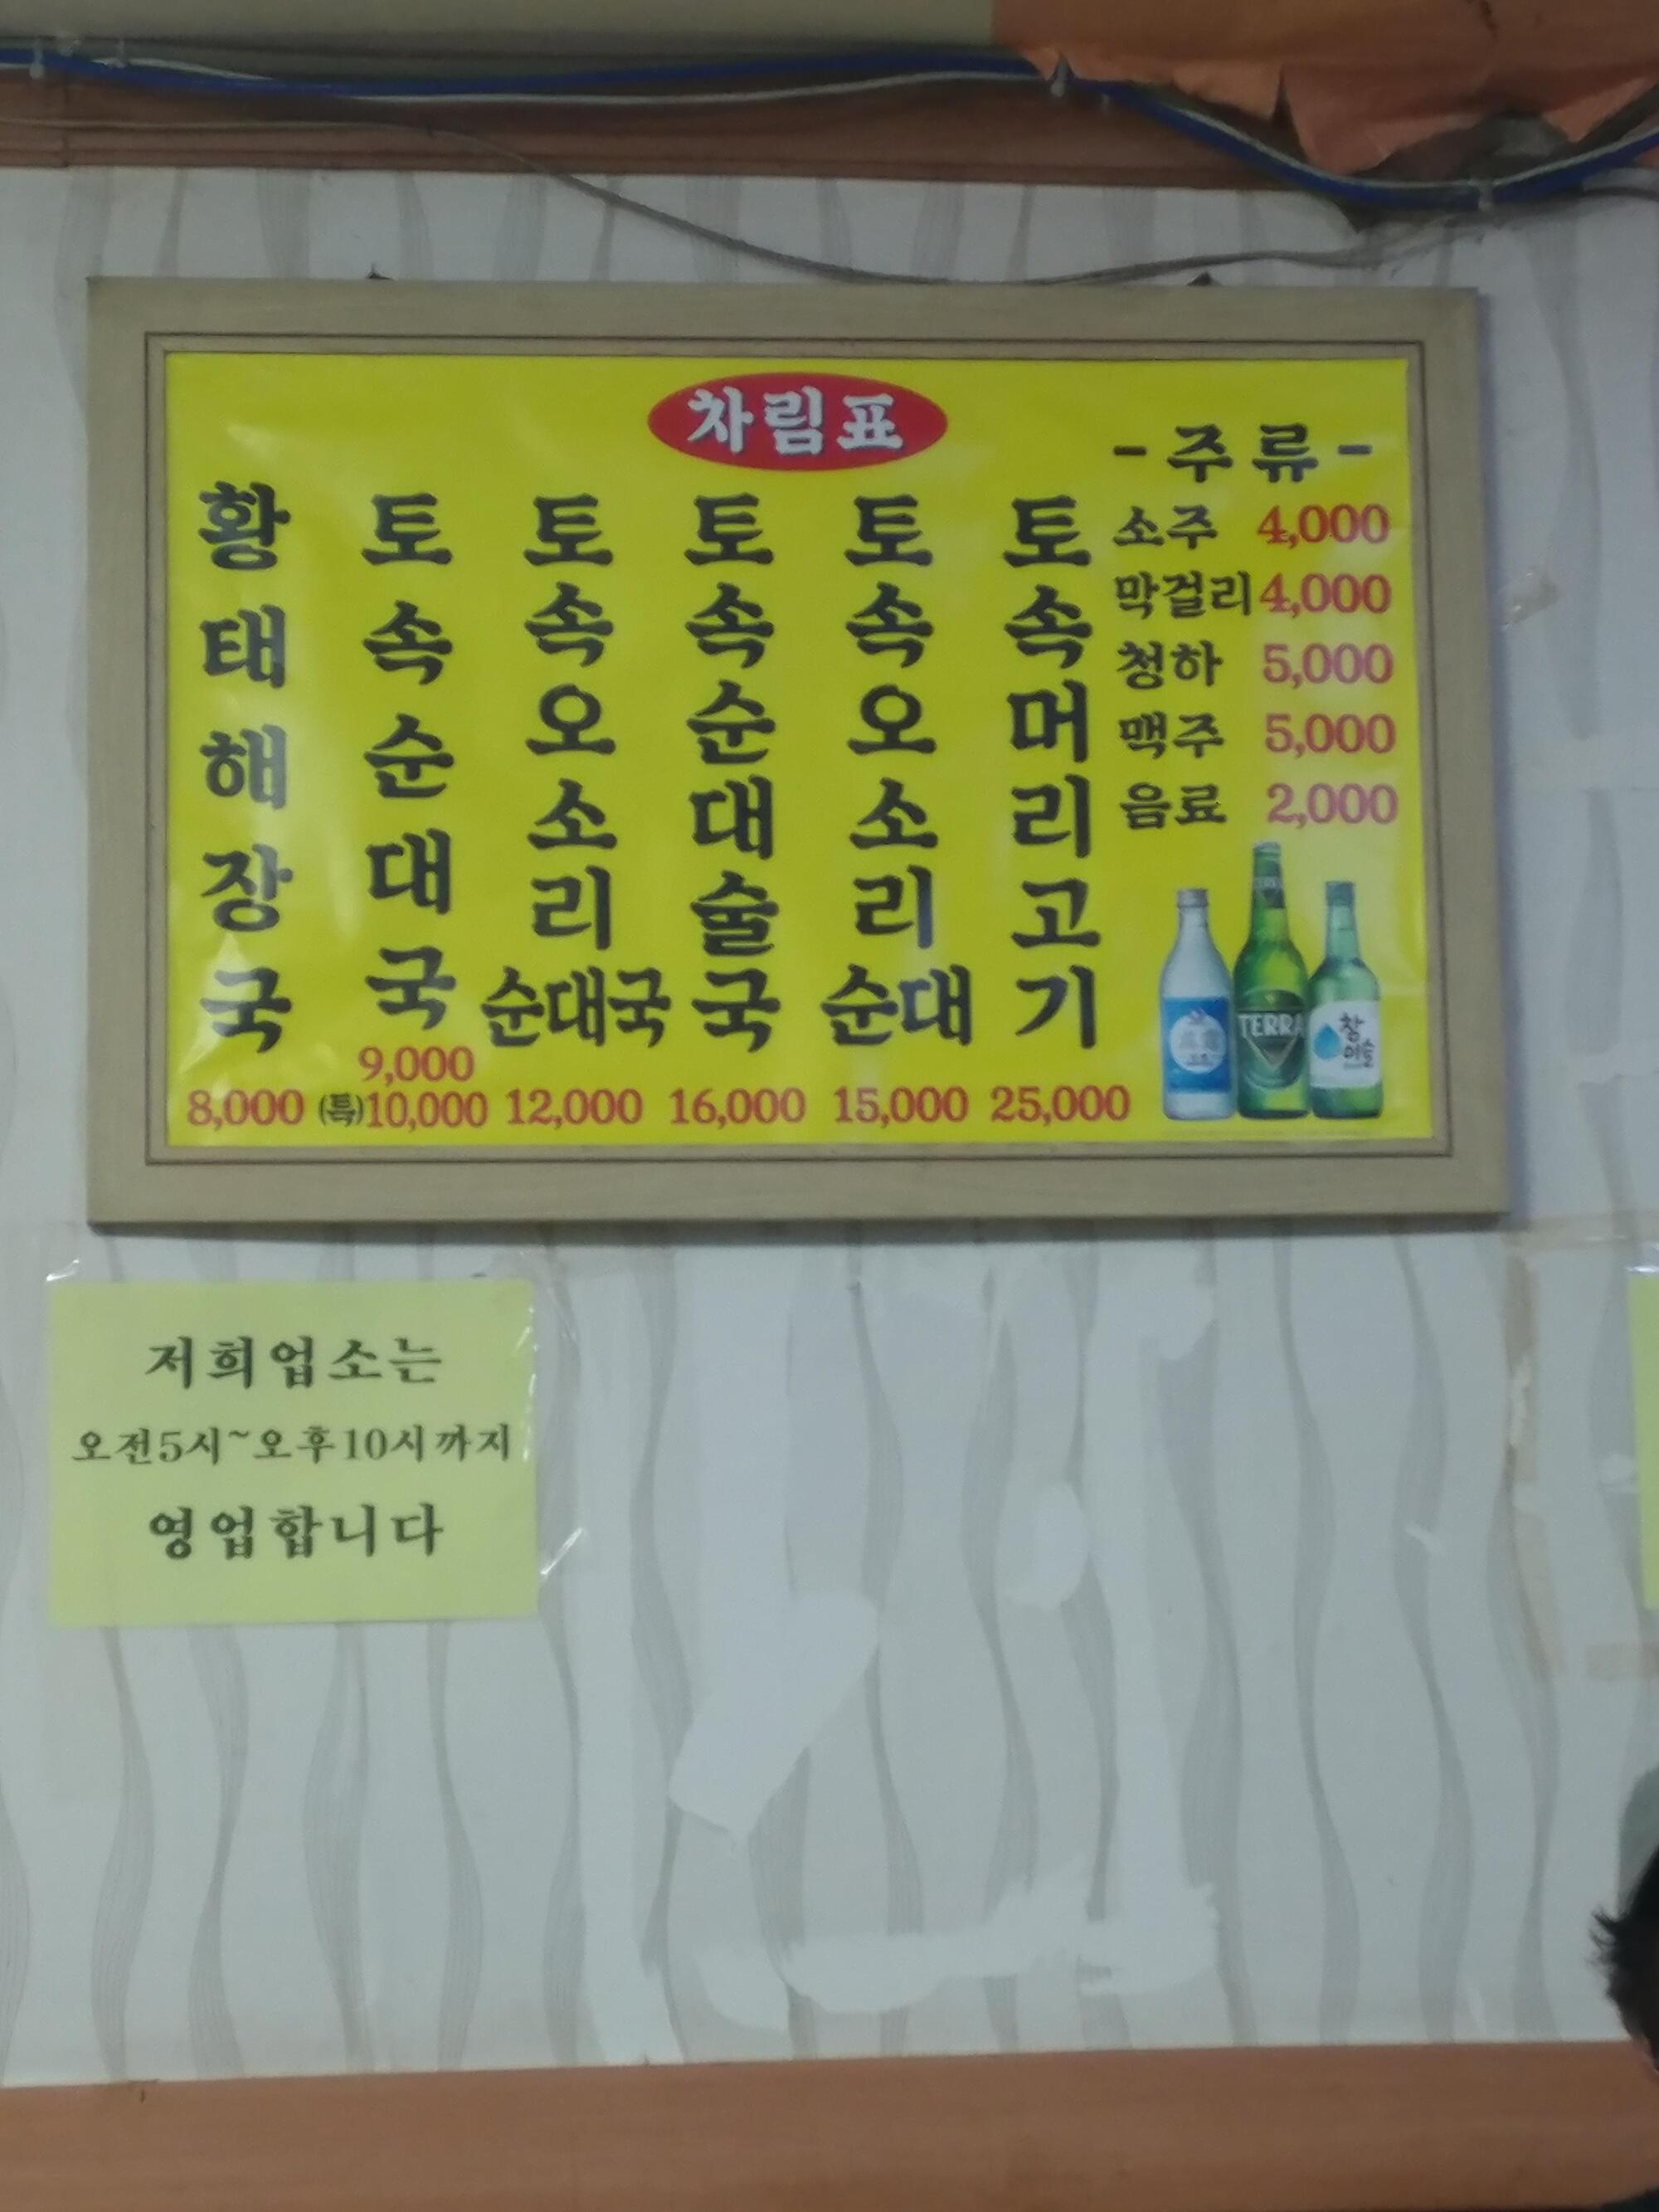 차림표
황태해장국
8,000
토속순대국
9,000
(특)10,000
토속오소리순대국
12,000
토속순대술국
16,000
토속오소리순대
15,000
토속머리고기
25,000
-주류-
소주 4,000
막걸리 4,000
청하 5,000
맥주 5,000
음료 2,000
TERRA
참
이슬
저희업소는
오전5시~오후10시까지
영업합니다